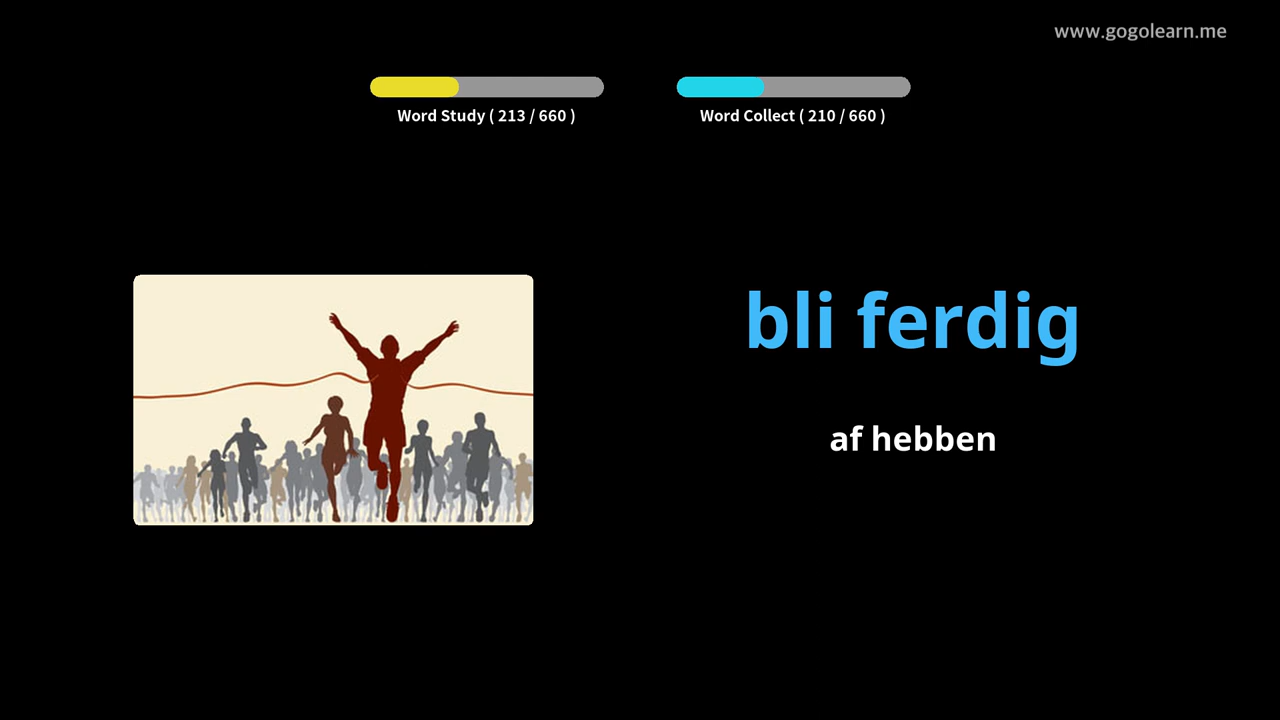 www.gogolearn.me
Word Study ( 213 / 660 )
Word Collect ( 210 / 660 )
bli ferdig
af hebben